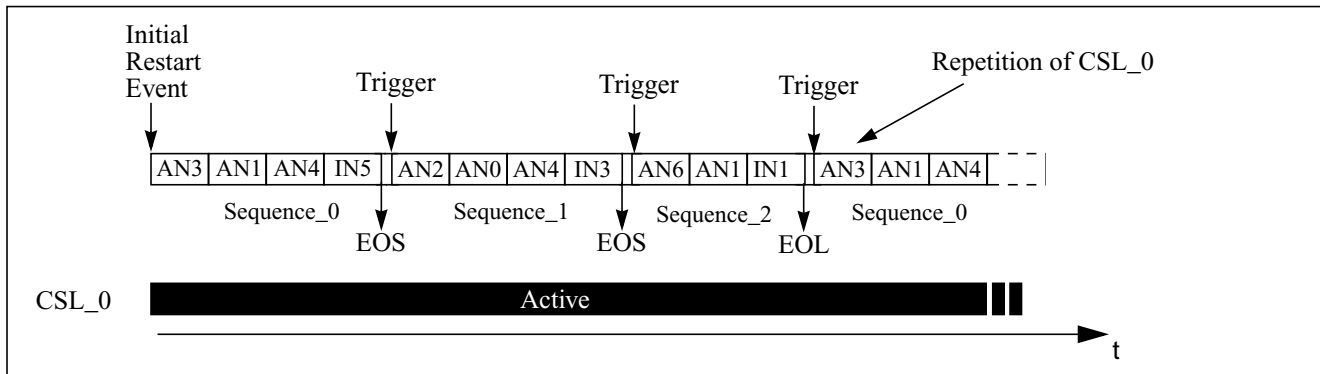 Initial
Restart
Event
Trigger
Trigger
Trigger
Repetition of CSL_0
AN3 AN1 AN4 IN5 AN2 AN0 AN4 IN3 AN6 AN1 IN1 AN3 AN1 AN4
Sequence_0 Sequence_1 Sequence_2 Sequence_0
EOS EOS EOL
CSL_0 Active
t